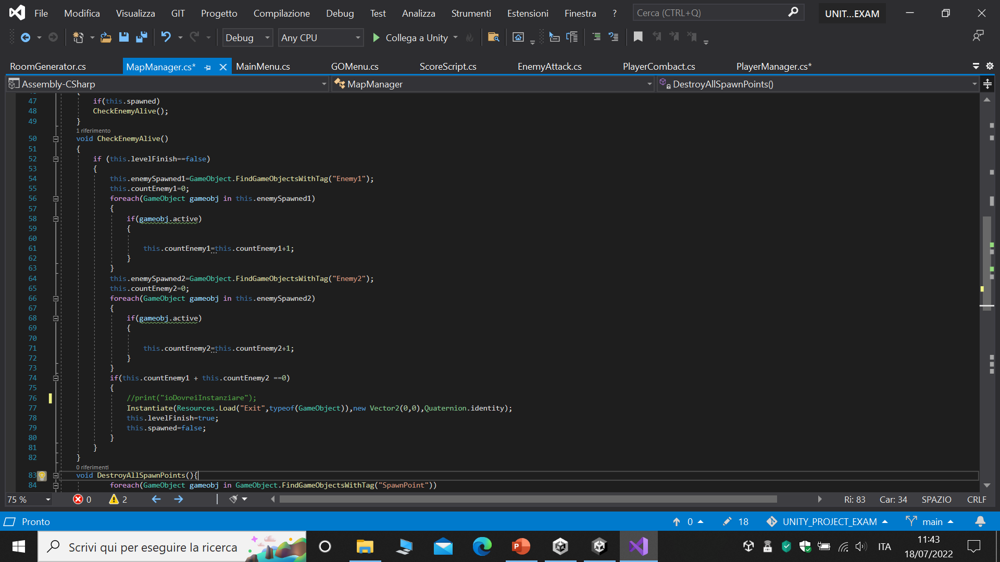 File Modifica Visualizza GIT Progetto Compilazione Debug Test Analizza Strumenti Estensioni Finestra ? Cerca (CTRL+Q) UNIT...EXAM
Debug Any CPU Collega a Unity
RoomGenerator.cs MapManager.cs* MainMenu.cs GOMenu.cs ScoreScript.cs EnemyAttack.cs PlayerCombact.cs PlayerManager.cs*
Assembly-CSharp MapManager DestroyAllSpawnPoints()
47 if(this.spawned)
48 CheckEnemyAlive();
49 }
1 riferimento
50 void CheckEnemyAlive()
51 {
52 if (this.levelFinish==false)
53 {
54 this.enemySpawned1=GameObject.FindGameObjectsWithTag("Enemy1");
55 this.countEnemy1=0;
56 foreach(GameObject gameobj in this.enemySpawned1)
57 {
58 if(gameobj.active)
59 {
60
61 this.countEnemy1=this.countEnemy1+1;
62 }
63 }
64 this.enemySpawned2=GameObject.FindGameObjectsWithTag("Enemy2");
65 this.countEnemy2=0;
66 foreach(GameObject gameobj in this.enemySpawned2)
67 {
68 if(gameobj.active)
69 {
70
71 this.countEnemy2=this.countEnemy2+1;
72 }
73 }
74 if(this.countEnemy1 + this.countEnemy2 ==0)
75 {
76 //print("ioDovreiInstanziare");
77 Instantiate(Resources.Load("Exit",typeof(GameObject)),new Vector2(0,0),Quaternion.identity);
78 this.levelFinish=true;
79 this.spawned=false;
80 }
81 }
82 }
0 riferimenti
83 void DestroyAllSpawnPoints(){
84 foreach(GameObject gameobj in GameObject.FindGameObjectsWithTag("SpawnPoint"))
75 % 0 2 Ri: 83 Car: 34 SPAZIO CRLF
Pronto 0 18 UNITY_PROJECT_EXAM main
Scrivi qui per eseguire la ricerca ITA 11:43
18/07/2022